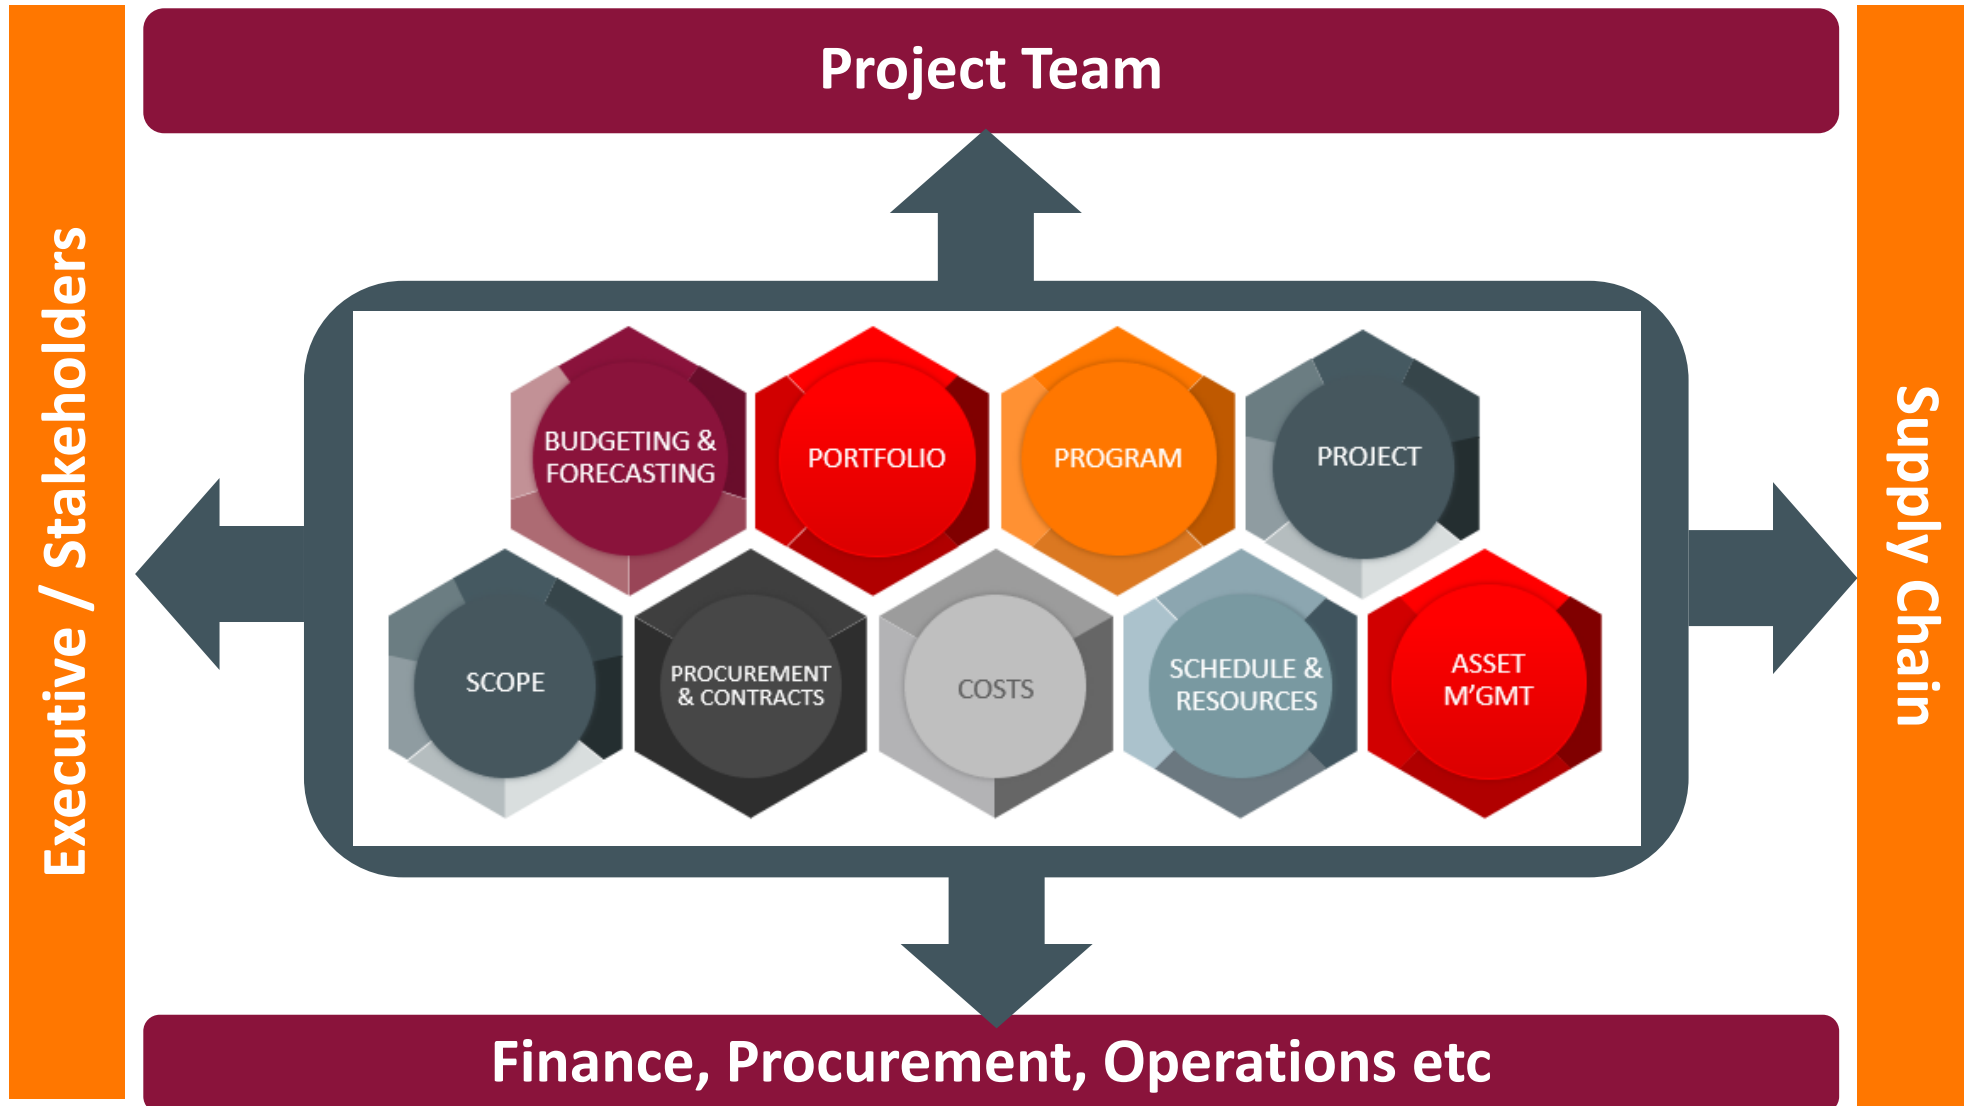 Project Team
Executive / Stakeholders
BUDGETING &
FORECASTING
PORTFOLIO
PROGRAM
PROJECT
SCOPE
PROCUREMENT
& CONTRACTS
COSTS
SCHEDULE &
RESOURCES
ASSET
M'GMT
Supply Chain
Finance, Procurement, Operations etc